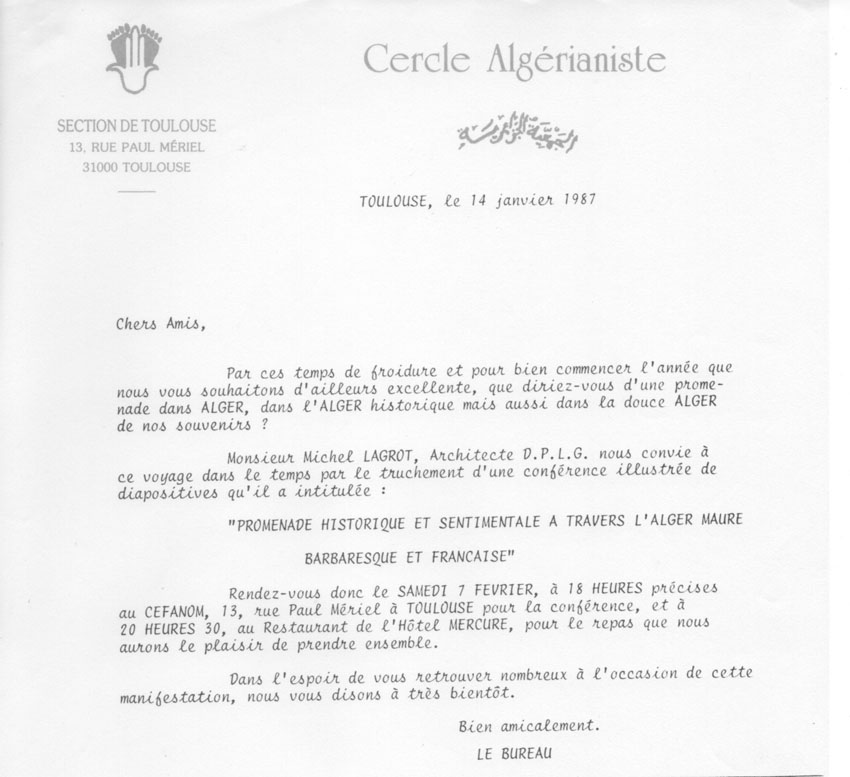 Cercle Algérianiste
SECTION DE TOULOUSE
13, RUE PAUL MÉRIEL
31000 TOULOUSE
TOULOUSE, le 14 janvier 1987
Chers Amis,
Par ces temps de froidure et pour bien commencer l'année que
nous vous souhaitons d'ailleurs excellente, que diriez-vous d'une prome-
nade dans ALGER, dans l'ALGER historique mais aussi dans la douce ALGER
de nos souvenirs ?
Monsieur Michel LAGROT, Architecte D.P.L.G. nous convie à
ce voyage dans le temps par le truchement d'une conférence illustrée de
diapositives qu'il a intitulée :
"PROMENADE HISTORIQUE ET SENTIMENTALE A TRAVERS L'ALGER MAURE
BARBARESQUE ET FRANCAISE"
Rendez-vous donc le SAMEDI 7 FEVRIER, à 18 HEURES précises
au CEFANOM, 13, rue Paul Mériel à TOULOUSE pour la conférence, et à
20 HEURES 30, au Restaurant de l'Hôtel MERCURE, pour le repas que nous
aurons le plaisir de prendre ensemble.
Dans l'espoir de vous retrouver nombreux à l'occasion de cette
manifestation, nous vous disons à très bientôt.
Bien amicalement.
LE BUREAU